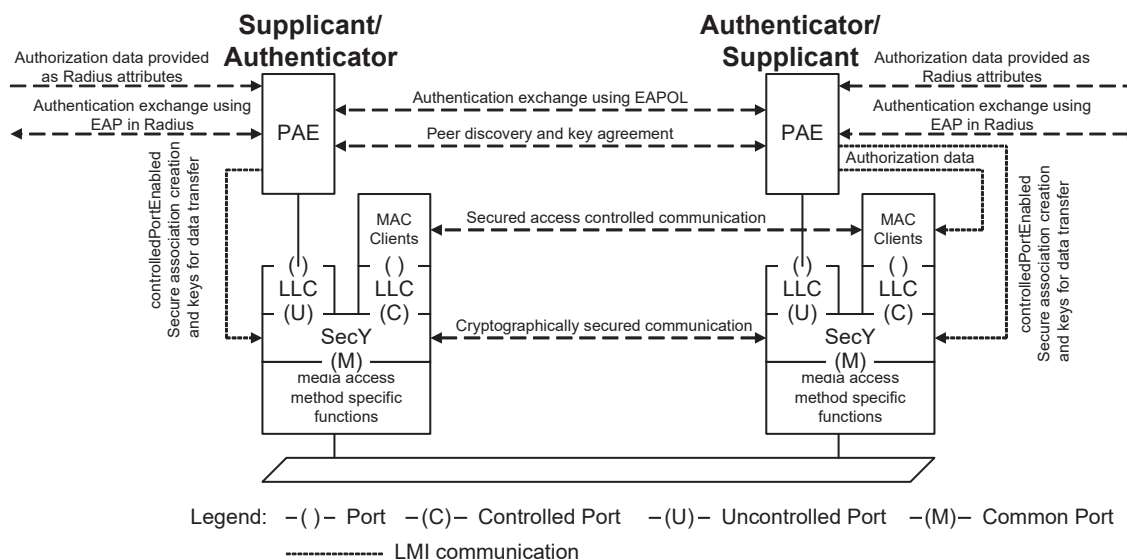 Supplicant/
Authenticator
Authenticator/
Supplicant
Authorization data provided
as Radius attributes
Authorization data provided as
Radius attributes
Authentication exchange using
EAP in Radius
PAE
Authentication exchange using EAPOL
Peer discovery and key agreement
PAE
Authentication exchange using
EAP in Radius
Authorization data
controlledPortEnabled
Secure association creation
and keys for data transfer
MAC
Clients
Secured access controlled communication
MAC
Clients
controlledPortEnabled
Secure association creation
and keys for data transfer
( )
LLC
(U)
( )
LLC
(C)
( )
LLC
(U)
( )
LLC
(C)
SecY
(M)
Cryptographically secured communication
SecY
(M)
media access
method specific
functions
media access
method specific
functions
Legend: –( )– Port –(C)– Controlled Port –(U)– Uncontrolled Port –(M)– Common Port
LMI communication